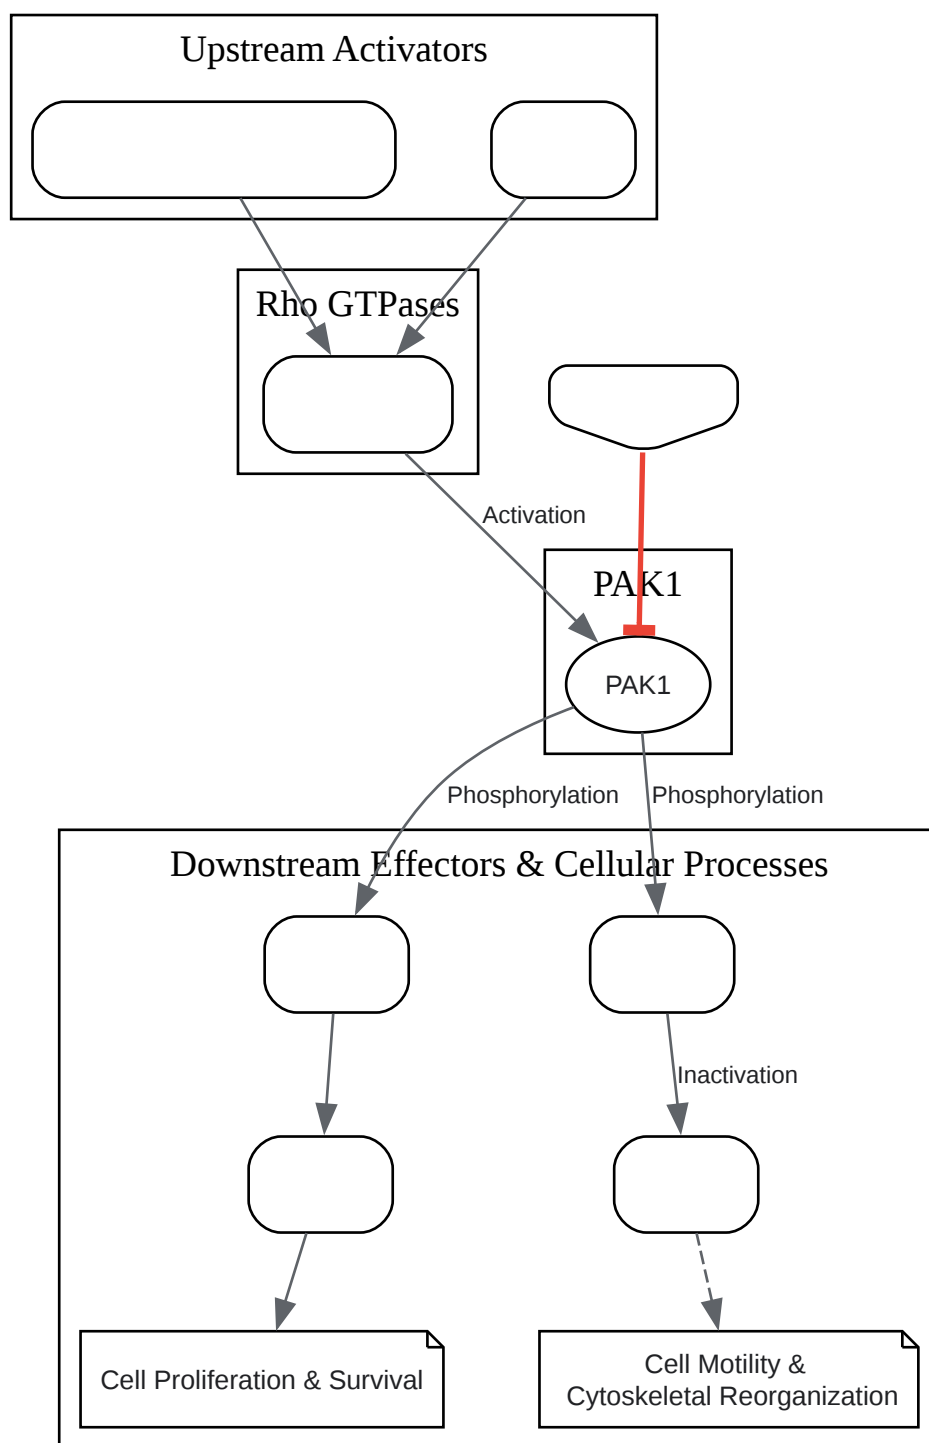 Upstream Activators
Rho GTPases
Activation
PAK1
PAK1
Phosphorylation
Phosphorylation
Downstream Effectors & Cellular Processes
Inactivation
Cell Proliferation & Survival
Cell Motility &
Cytoskeletal Reorganization